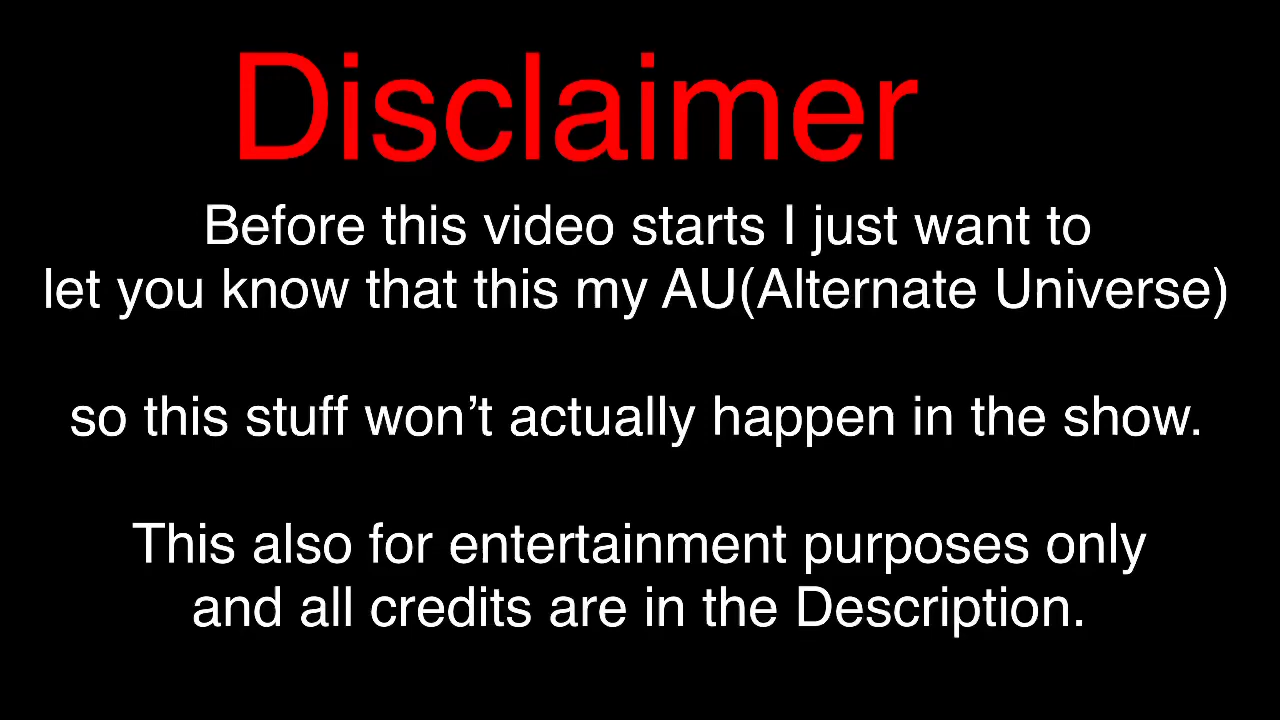 Disclaimer
Before this video starts I just want to
let you know that this my AU(Alternate Universe)
so this stuff won’t actually happen in the show.
This also for entertainment purposes only
and all credits are in the Description.